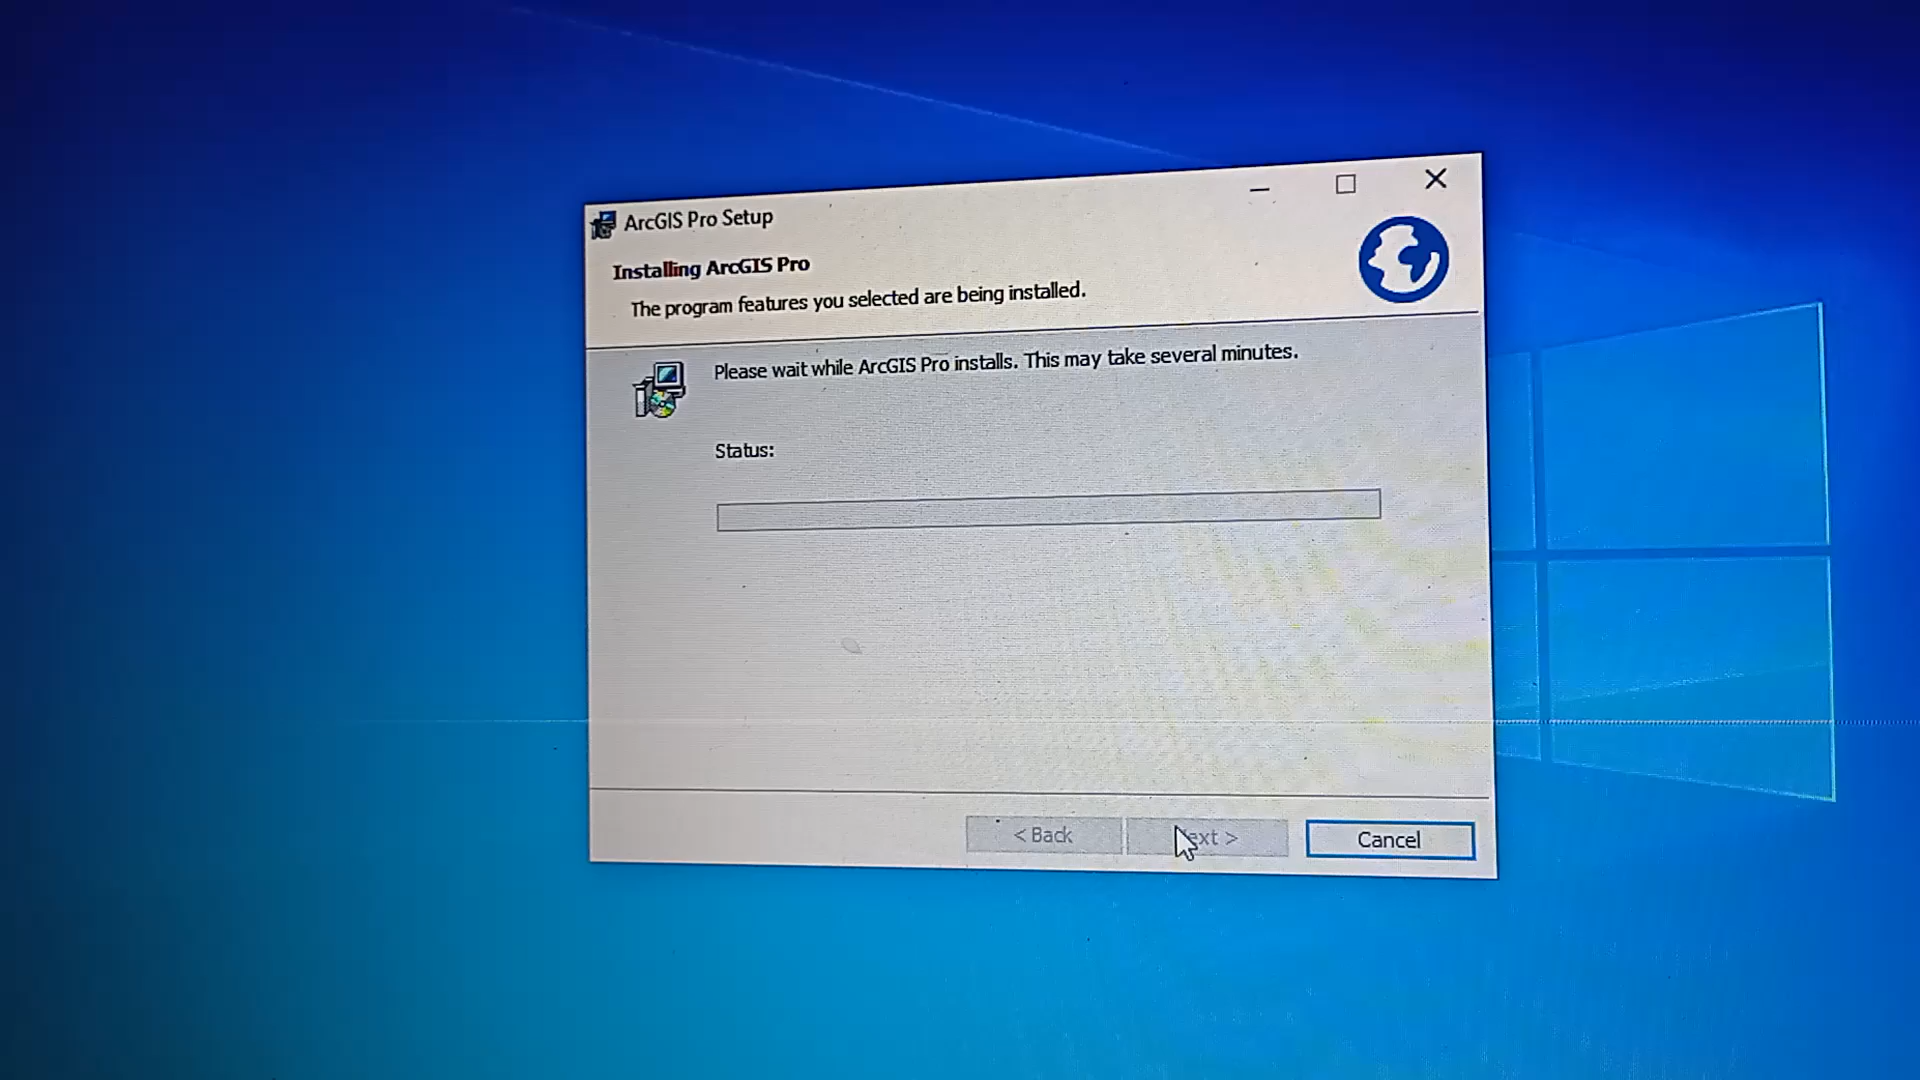 ArcGIS Pro Setup
Installing ArcGIS Pro
The program features you selected are being installed.
Please wait while ArcGIS Pro installs. This may take several minutes.
Status:
< Back
Next >
Cancel